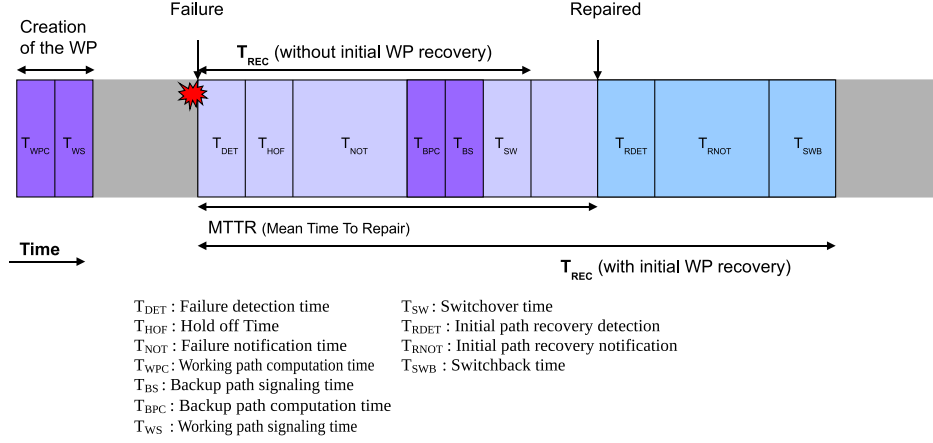 Failure
Repaired
Creation
of the WP
T_REC (without initial WP recovery)
T_WPC
T_WS
T_DET
T_HOF
T_NOT
T_BPC
T_BS
T_SW
T_RDET
T_RNOT
T_SWB
MTTR (Mean Time To Repair)
Time
T_REC (with initial WP recovery)
T_DET : Failure detection time
T_HOF : Hold off Time
T_NOT : Failure notification time
T_WPC : Working path computation time
T_BS : Backup path signaling time
T_BPC : Backup path computation time
T_WS : Working path signaling time
T_SW : Switchover time
T_RDET : Initial path recovery detection
T_RNOT : Initial path recovery notification
T_SWB : Switchback time